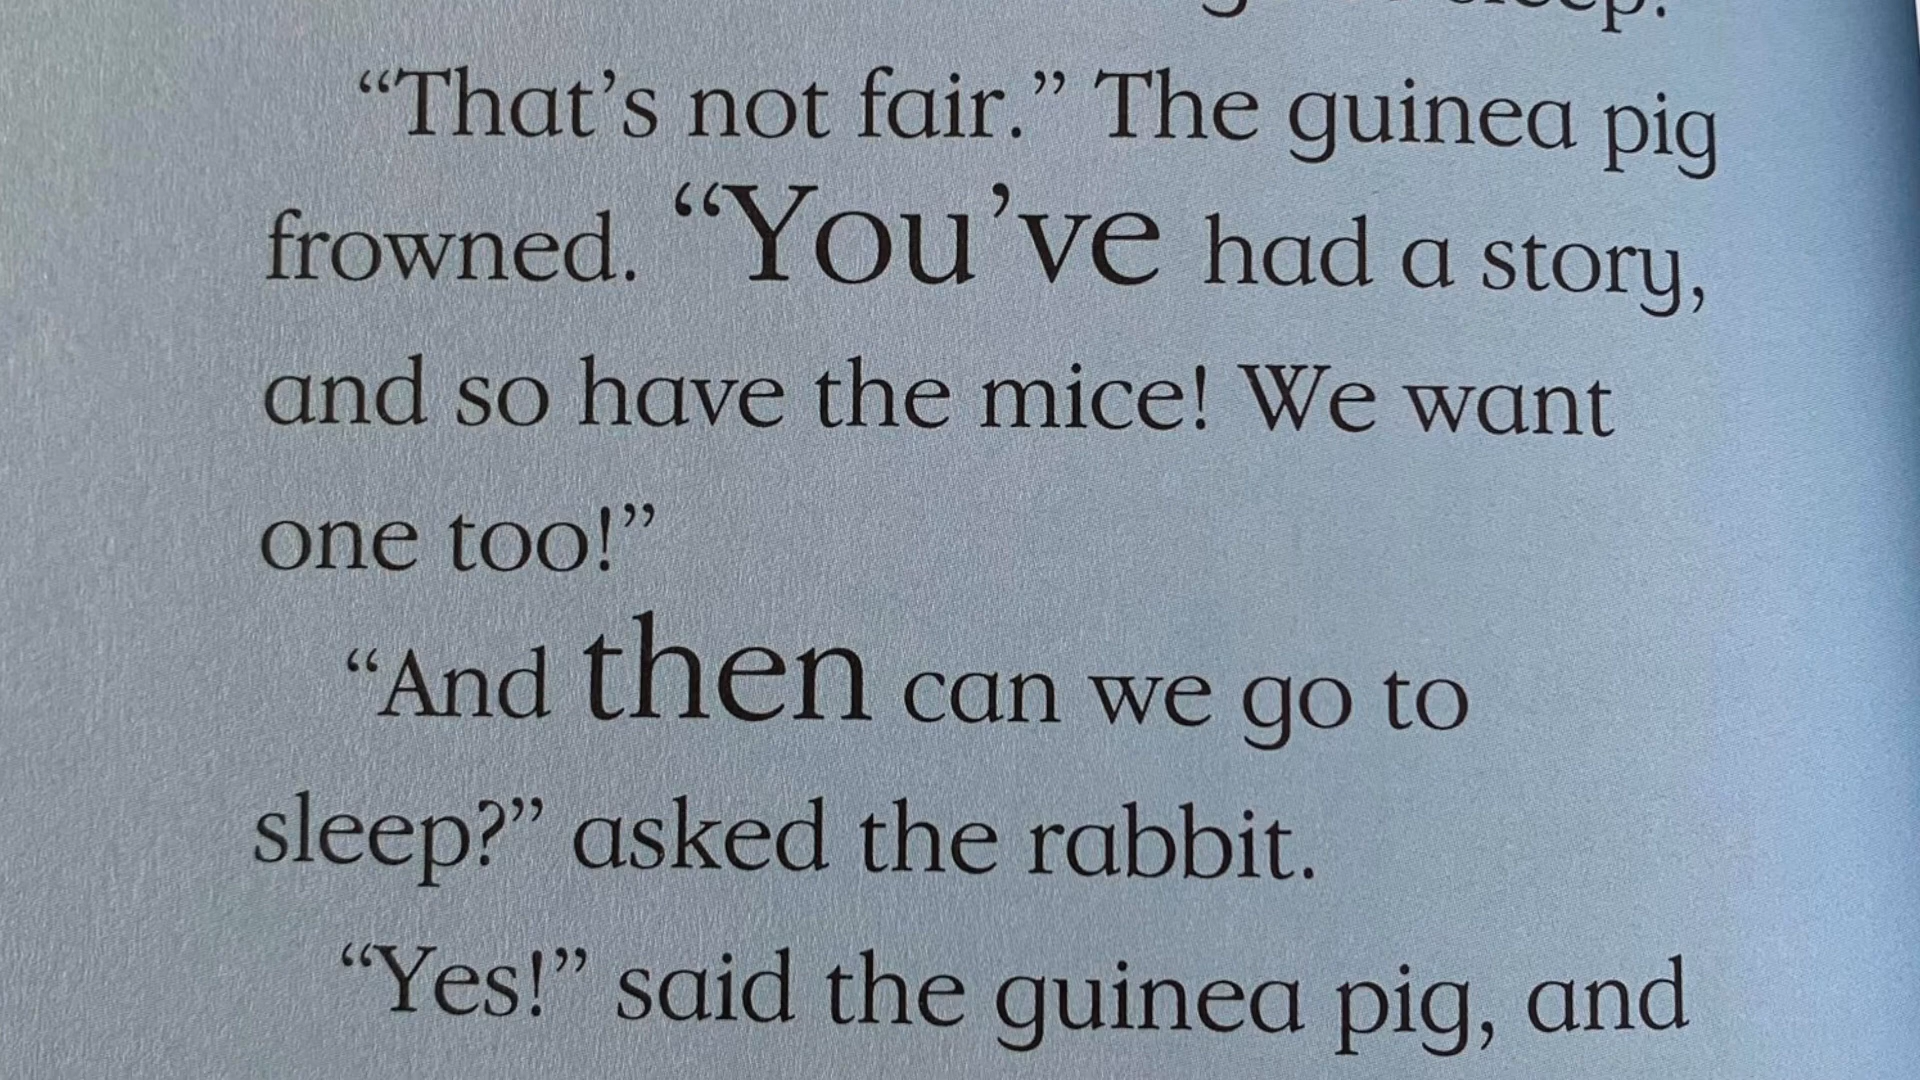 “That’s not fair.” The guinea pig
frowned. “You’ve had a story,
and so have the mice! We want
one too!”
“And then can we go to
sleep?” asked the rabbit.
“Yes!” said the guinea pig, and